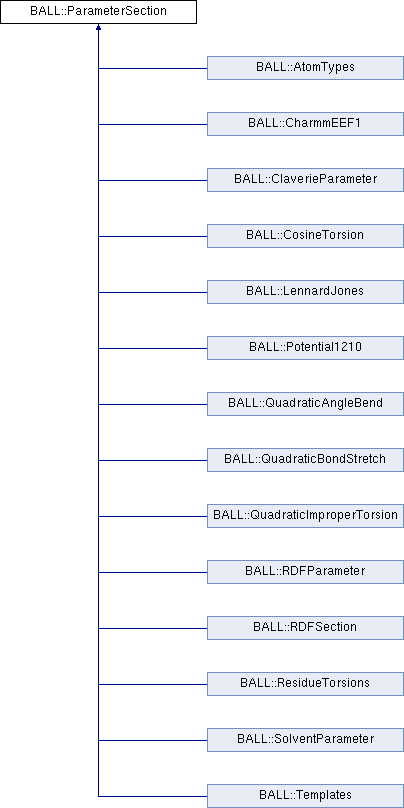 BALL::ParameterSection
BALL::AtomTypes
BALL::CharmmEEF1
BALL::ClaverieParameter
BALL::CosineTorsion
BALL::LennardJones
BALL::Potential1210
BALL::QuadraticAngleBend
BALL::QuadraticBondStretch
BALL::QuadraticImproperTorsion
BALL::RDFParameter
BALL::RDFSection
BALL::ResidueTorsions
BALL::SolventParameter
BALL::Templates